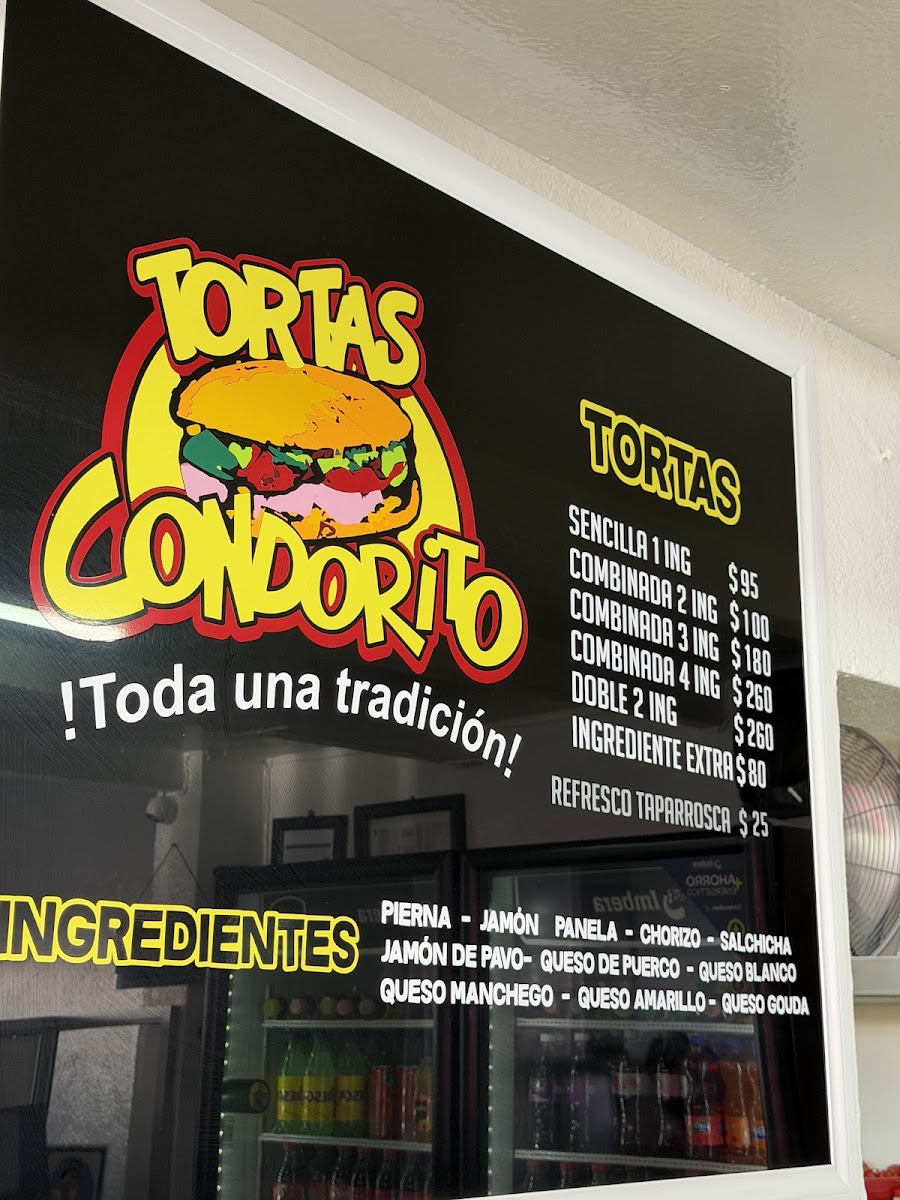 TORTAS
CONDORITO
!Toda una tradición!
TORTAS
SENCILLA 1 ING $95
COMBINADA 2 ING $100
COMBINADA 3 ING $180
COMBINADA 4 ING $260
DOBLE 2 ING $260
INGREDIENTE EXTRA $80
REFRESCO TAPARROSCA $25
INGREDIENTES
PIERNA - JAMÓN PANELA - CHORIZO - SALCHICHA
JAMÓN DE PAVO- QUESO DE PUERCO - QUESO BLANCO
QUESO MANCHEGO - QUESO AMARILLO - QUESO GOUDA
Imbera
AHORRO